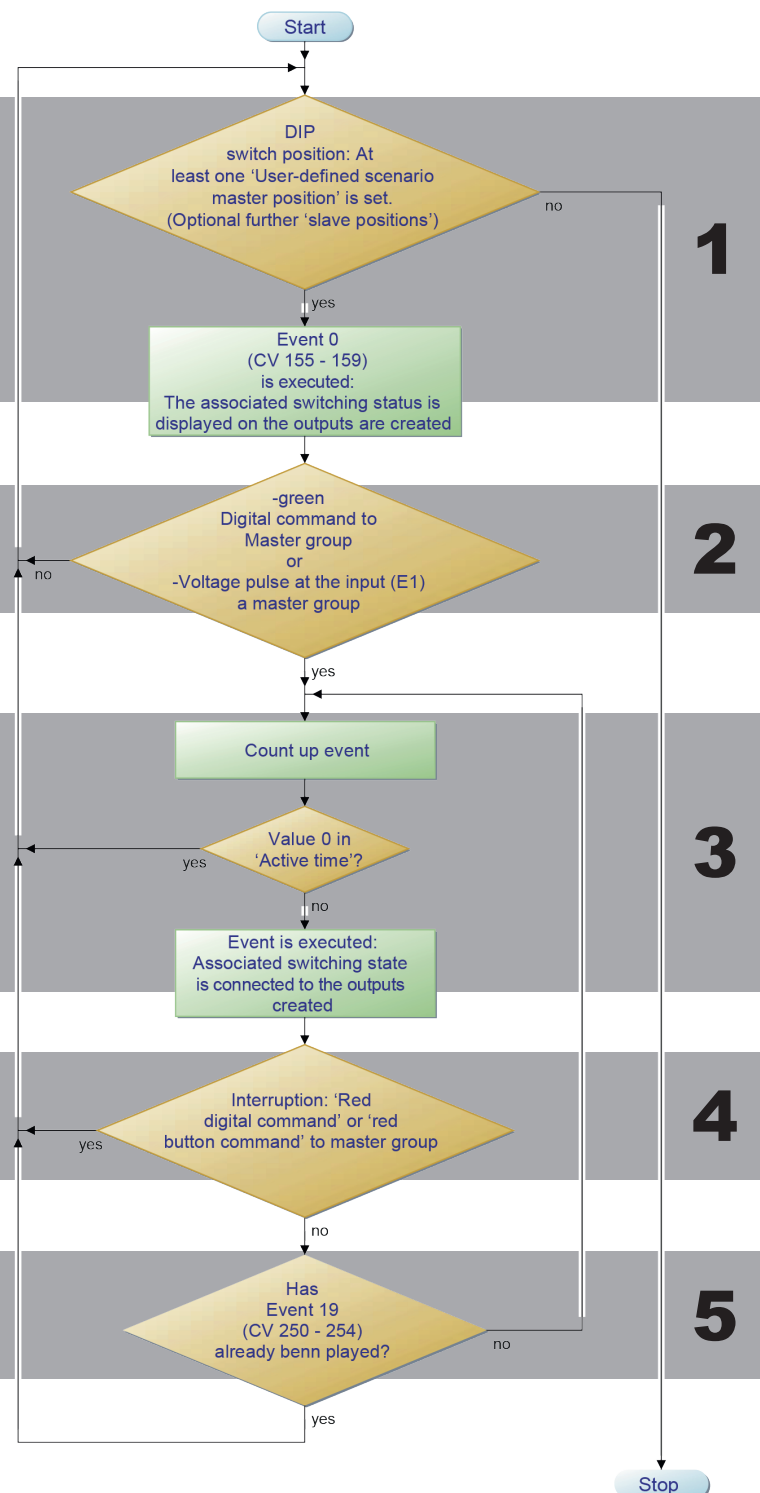 Start
DIP
switch position: At
least one ‘User-defined scenario
master position’ is set.
(Optional further ‘slave positions’)
no
1
yes
Event 0
(CV 155 - 159)
is executed:
The associated switching status is
displayed on the outputs are created
-green
Digital command to
Master group
or
-Voltage pulse at the input (E1)
a master group
2
no
yes
Count up event
Value 0 in
‘Active time’?
3
yes
no
Event is executed:
Associated switching state
is connected to the outputs
created
Interruption: ‘Red
digital command’ or ‘red
button command’ to master group
4
yes
no
Has
Event 19
(CV 250 - 254)
already benn played?
5
no
yes
Stop